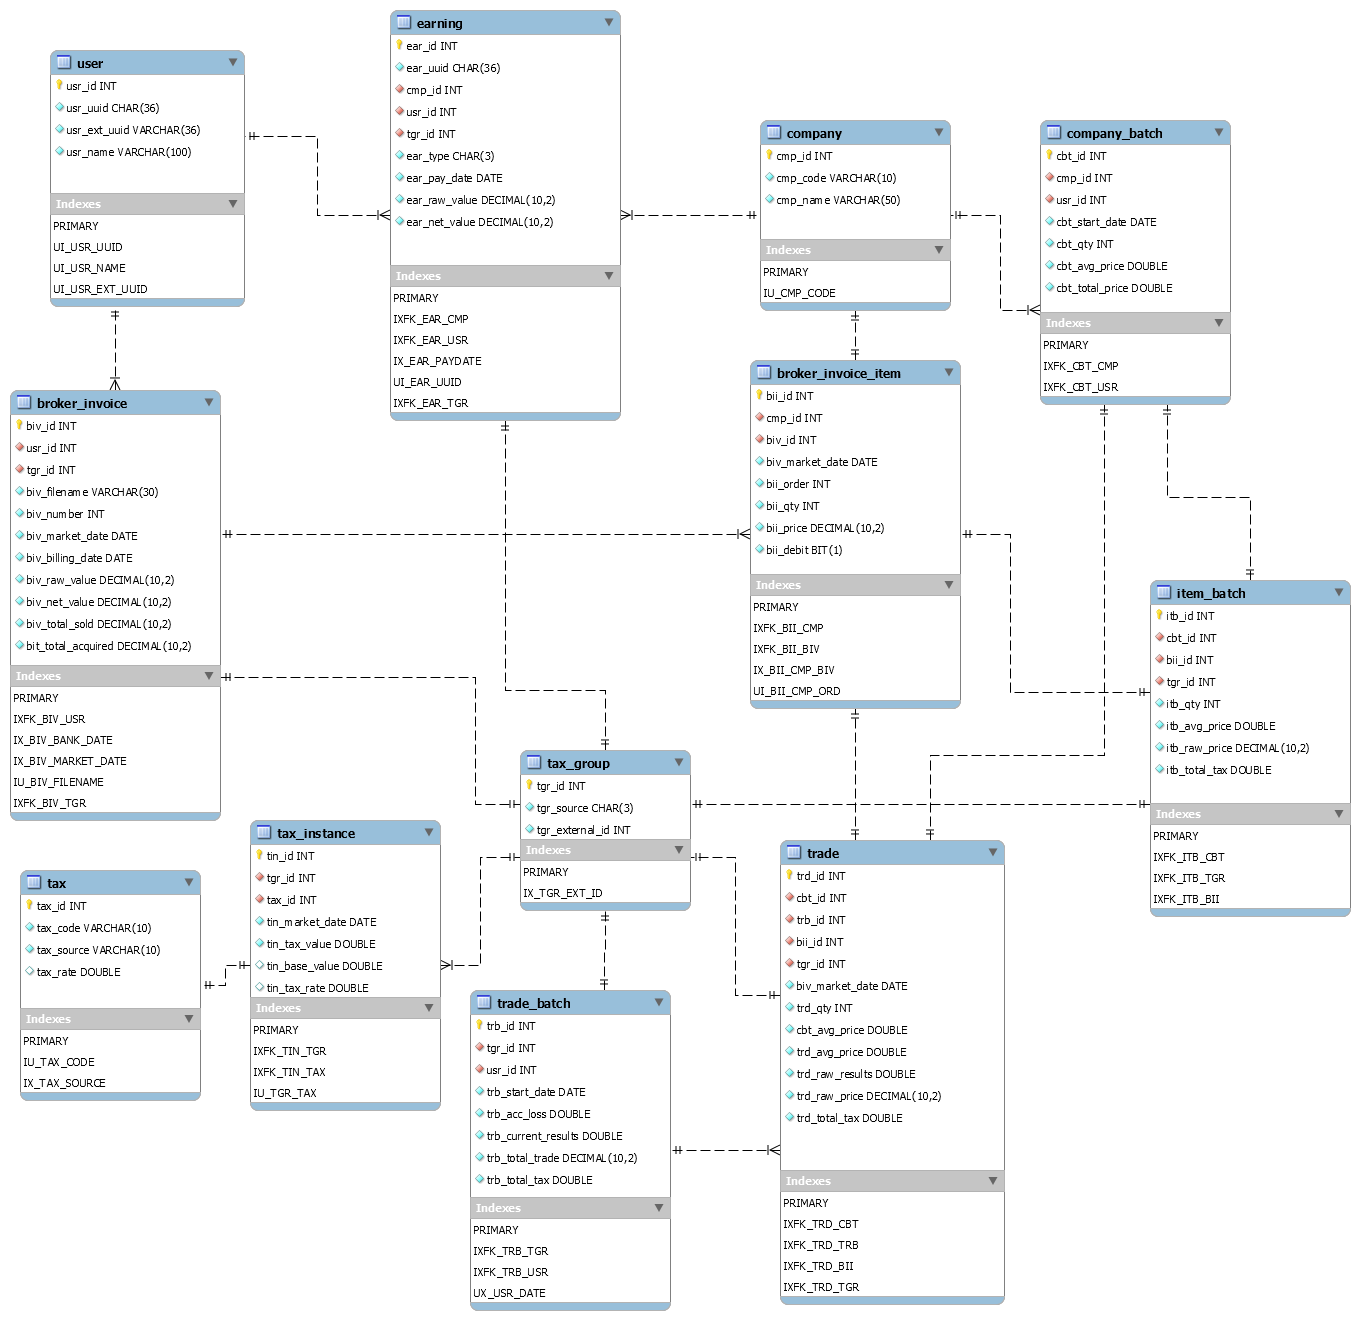 user
usr_id INT
usr_uuid CHAR(36)
usr_ext_uuid VARCHAR(36)
usr_name VARCHAR(100)
Indexes
PRIMARY
UI_USR_UUID
UI_USR_NAME
UI_USR_EXT_UUID
earning
ear_id INT
ear_uuid CHAR(36)
cmp_id INT
usr_id INT
tgr_id INT
ear_type CHAR(3)
ear_pay_date DATE
ear_raw_value DECIMAL(10,2)
ear_net_value DECIMAL(10,2)
Indexes
PRIMARY
IXFK_EAR_CMP
IXFK_EAR_USR
IX_EAR_PAYDATE
UI_EAR_UUID
IXFK_EAR_TGR
company
cmp_id INT
cmp_code VARCHAR(10)
cmp_name VARCHAR(50)
Indexes
PRIMARY
IU_CMP_CODE
company_batch
cbt_id INT
cmp_id INT
usr_id INT
cbt_start_date DATE
cbt_qty INT
cbt_avg_price DOUBLE
cbt_total_price DOUBLE
Indexes
PRIMARY
IXFK_CBT_CMP
IXFK_CBT_USR
broker_invoice
biv_id INT
usr_id INT
tgr_id INT
biv_filename VARCHAR(30)
biv_number INT
biv_market_date DATE
biv_billing_date DATE
biv_raw_value DECIMAL(10,2)
biv_net_value DECIMAL(10,2)
biv_total_sold DECIMAL(10,2)
bit_total_acquired DECIMAL(10,2)
Indexes
PRIMARY
IXFK_BIV_USR
IX_BIV_BANK_DATE
IX_BIV_MARKET_DATE
IU_BIV_FILENAME
IXFK_BIV_TGR
broker_invoice_item
bii_id INT
cmp_id INT
biv_id INT
biv_market_date DATE
bii_order INT
bii_qty INT
bii_price DECIMAL(10,2)
bii_debit BIT(1)
Indexes
PRIMARY
IXFK_BII_CMP
IXFK_BII_BIV
IX_BII_CMP_BIV
UI_BII_CMP_ORD
item_batch
itb_id INT
cbt_id INT
bii_id INT
tgr_id INT
itb_qty INT
itb_avg_price DOUBLE
itb_raw_price DECIMAL(10,2)
itb_total_tax DOUBLE
Indexes
PRIMARY
IXFK_ITB_CBT
IXFK_ITB_TGR
IXFK_ITB_BII
tax_group
tgr_id INT
tgr_source CHAR(3)
tgr_external_id INT
Indexes
PRIMARY
IX_TGR_EXT_ID
tax
tax_id INT
tax_code VARCHAR(10)
tax_source VARCHAR(10)
tax_rate DOUBLE
Indexes
PRIMARY
IU_TAX_CODE
IX_TAX_SOURCE
tax_instance
tin_id INT
tgr_id INT
tax_id INT
tin_market_date DATE
tin_tax_value DOUBLE
tin_base_value DOUBLE
tin_tax_rate DOUBLE
Indexes
PRIMARY
IXFK_TIN_TGR
IXFK_TIN_TAX
IU_TGR_TAX
trade_batch
trb_id INT
tgr_id INT
usr_id INT
trb_start_date DATE
trb_acc_loss DOUBLE
trb_current_results DOUBLE
trb_total_trade DECIMAL(10,2)
trb_total_tax DOUBLE
Indexes
PRIMARY
IXFK_TRB_TGR
IXFK_TRB_USR
UX_USR_DATE
trade
trd_id INT
cbt_id INT
trb_id INT
bii_id INT
tgr_id INT
biv_market_date DATE
trd_qty INT
cbt_avg_price DOUBLE
trd_avg_price DOUBLE
trd_raw_results DOUBLE
trd_raw_price DECIMAL(10,2)
trd_total_tax DOUBLE
Indexes
PRIMARY
IXFK_TRD_CBT
IXFK_TRD_TRB
IXFK_TRD_BII
IXFK_TRD_TGR